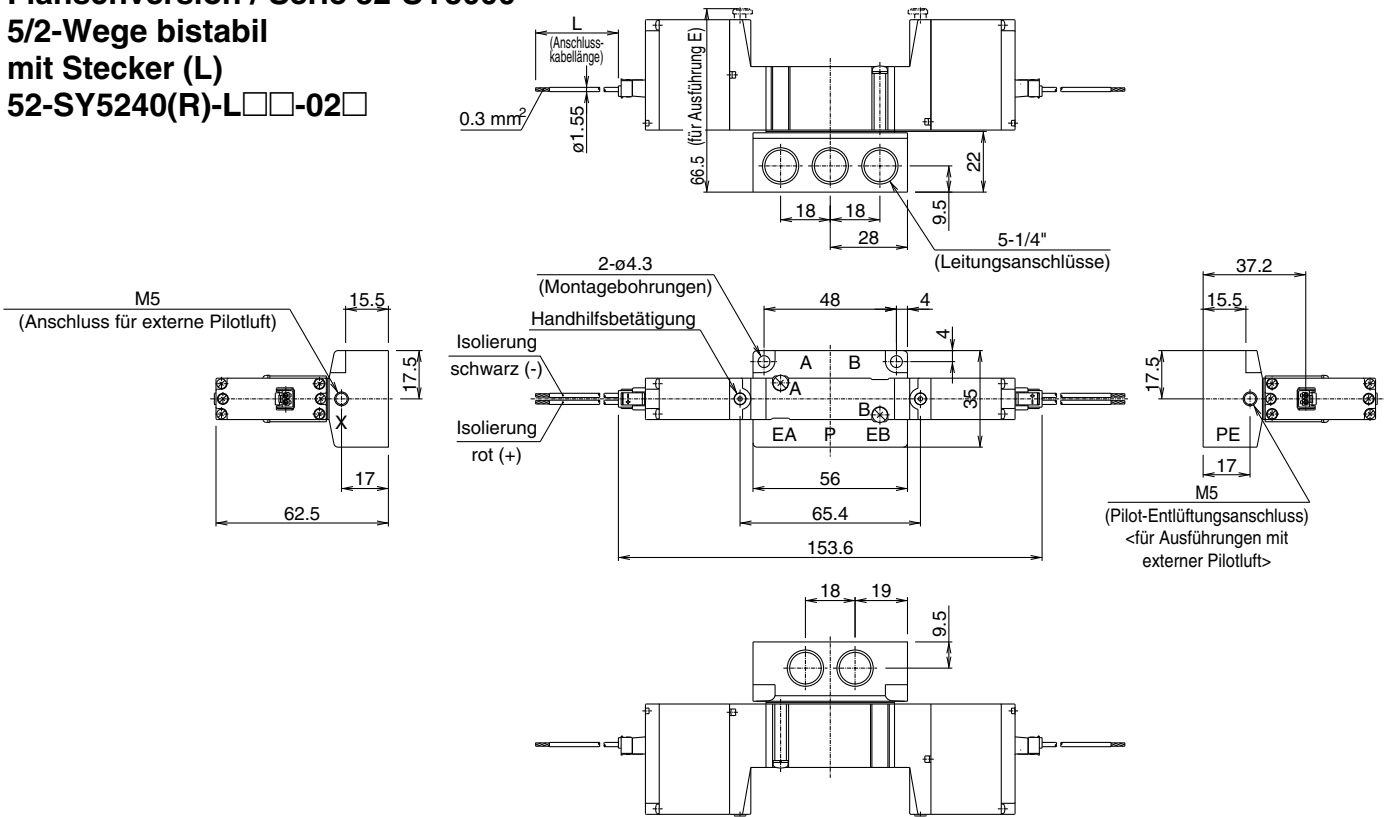 5/2-Wege bistabil
mit Stecker (L)
52-SY5240(R)-L□□-02□
L
(Anschluss-
kabellänge)
0.3 mm²
ø1.55
66.5 (für Ausführung E)
22
9.5
18
18
28
5-1/4"
(Leitungsanschlüsse)
M5
(Anschluss für externe Pilotluft)
15.5
17.5
X
17
62.5
2-ø4.3
(Montagebohrungen)
Handhilfsbetätigung
Isolierung
schwarz (-)
Isolierung
rot (+)
48
4
4
A
B
A
B
35
EA
P
EB
56
65.4
153.6
37.2
15.5
17.5
PE
17
M5
(Pilot-Entlüftungsanschluss)
<für Ausführungen mit
externer Pilotluft>
18
19
9.5